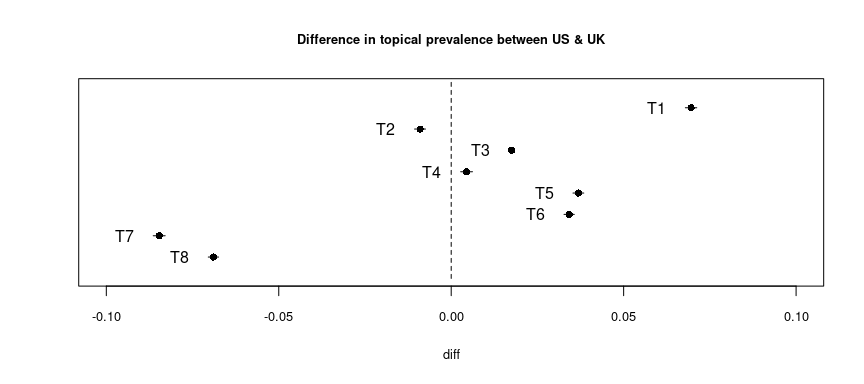 Difference in topical prevalence between US & UK
T1
T2
T3
T4
T5
T6
T7
T8
-0.10 -0.05 0.00 0.05 0.10
diff